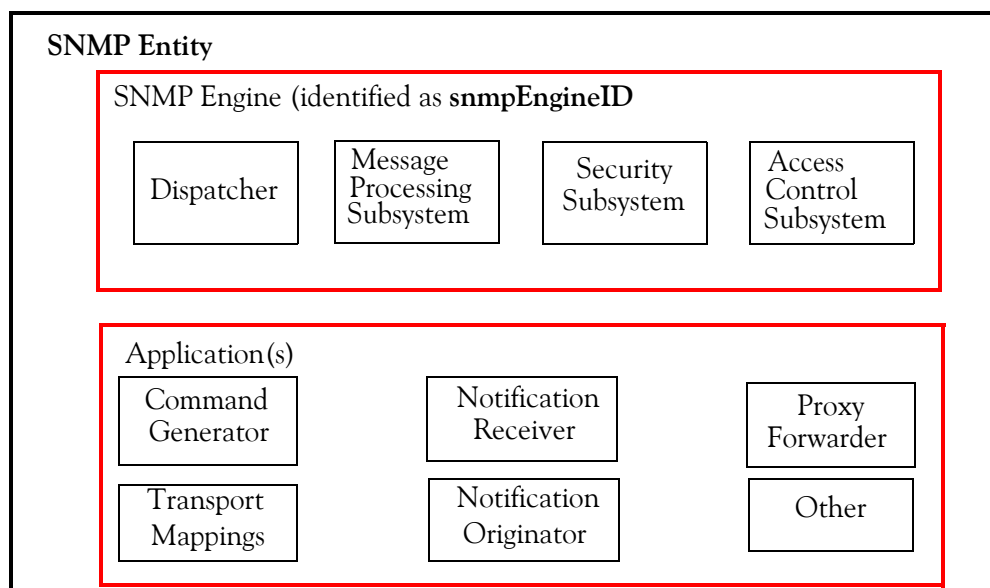 SNMP Entity
SNMP Engine (identified as snmpEngineID
Dispatcher
Message
Processing
Subsystem
Security
Subsystem
Access
Control
Subsystem
Application(s)
Command
Generator
Notification
Receiver
Proxy
Forwarder
Transport
Mappings
Notification
Originator
Other